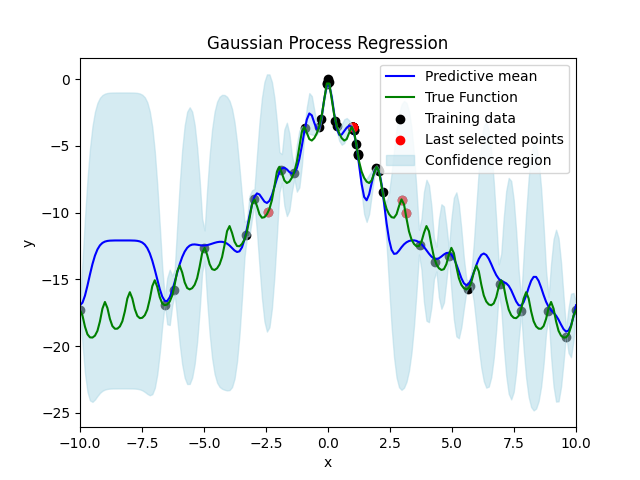 Gaussian Process Regression
Predictive mean
True Function
Training data
Last selected points
Confidence region
y
0
−5
−10
−15
−20
−25
−10.0 −7.5 −5.0 −2.5 0.0 2.5 5.0 7.5 10.0
x